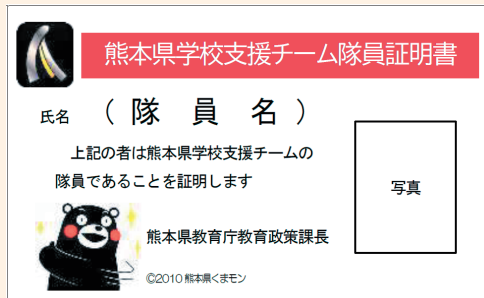 熊本県学校支援チーム隊員証明書
氏名 （ 隊 員 名 ）
上記の者は熊本県学校支援チームの
隊員であることを証明します
写真
熊本県教育庁教育政策課長
©2010 熊本県くまモン